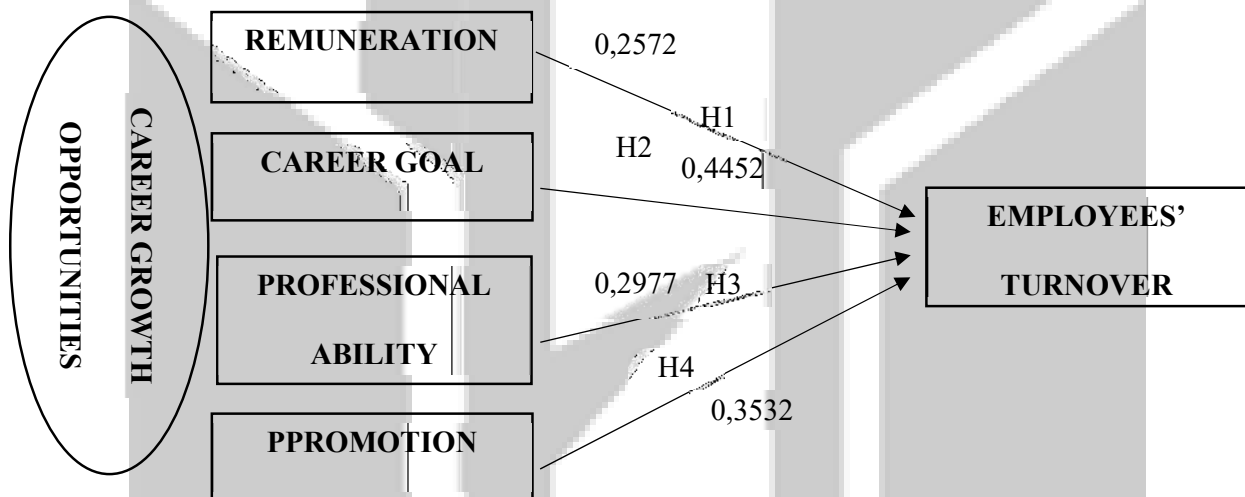 CAREER GROWTH
OPPORTUNITIES
REMUNERATION
0,2572
H1
CAREER GOAL
H2
0,4452
PROFESSIONAL
ABILITY
0,2977
H3
H4
0,3532
PPROMOTION
EMPLOYEES’
TURNOVER